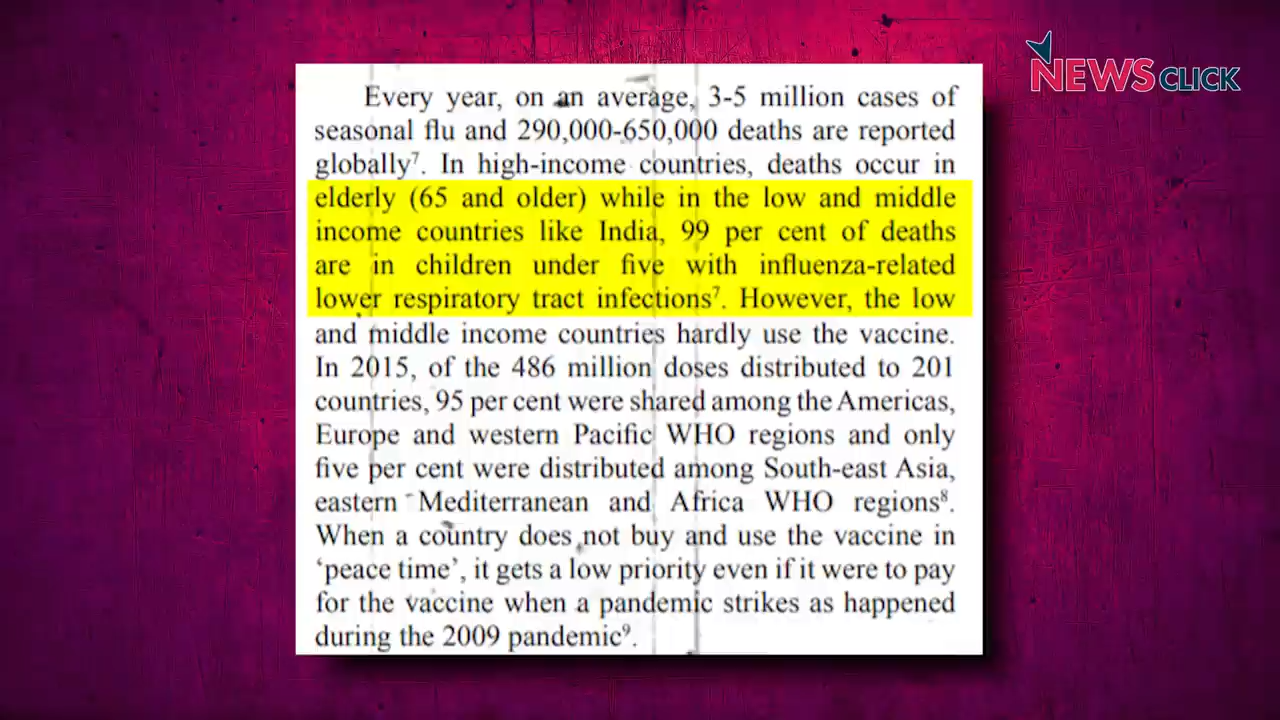 NEWSCLICK
Every year, on an average, 3-5 million cases of
seasonal flu and 290,000-650,000 deaths are reported
globally⁷. In high-income countries, deaths occur in
elderly (65 and older) while in the low and middle
income countries like India, 99 per cent of deaths
are in children under five with influenza-related
lower respiratory tract infections⁷. However, the low
and middle income countries hardly use the vaccine.
In 2015, of the 486 million doses distributed to 201
countries, 95 per cent were shared among the Americas,
Europe and western Pacific WHO regions and only
five per cent were distributed among South-east Asia,
eastern Mediterranean and Africa WHO regions⁸.
When a country does not buy and use the vaccine in
‘peace time’, it gets a low priority even if it were to pay
for the vaccine when a pandemic strikes as happened
during the 2009 pandemic⁹.